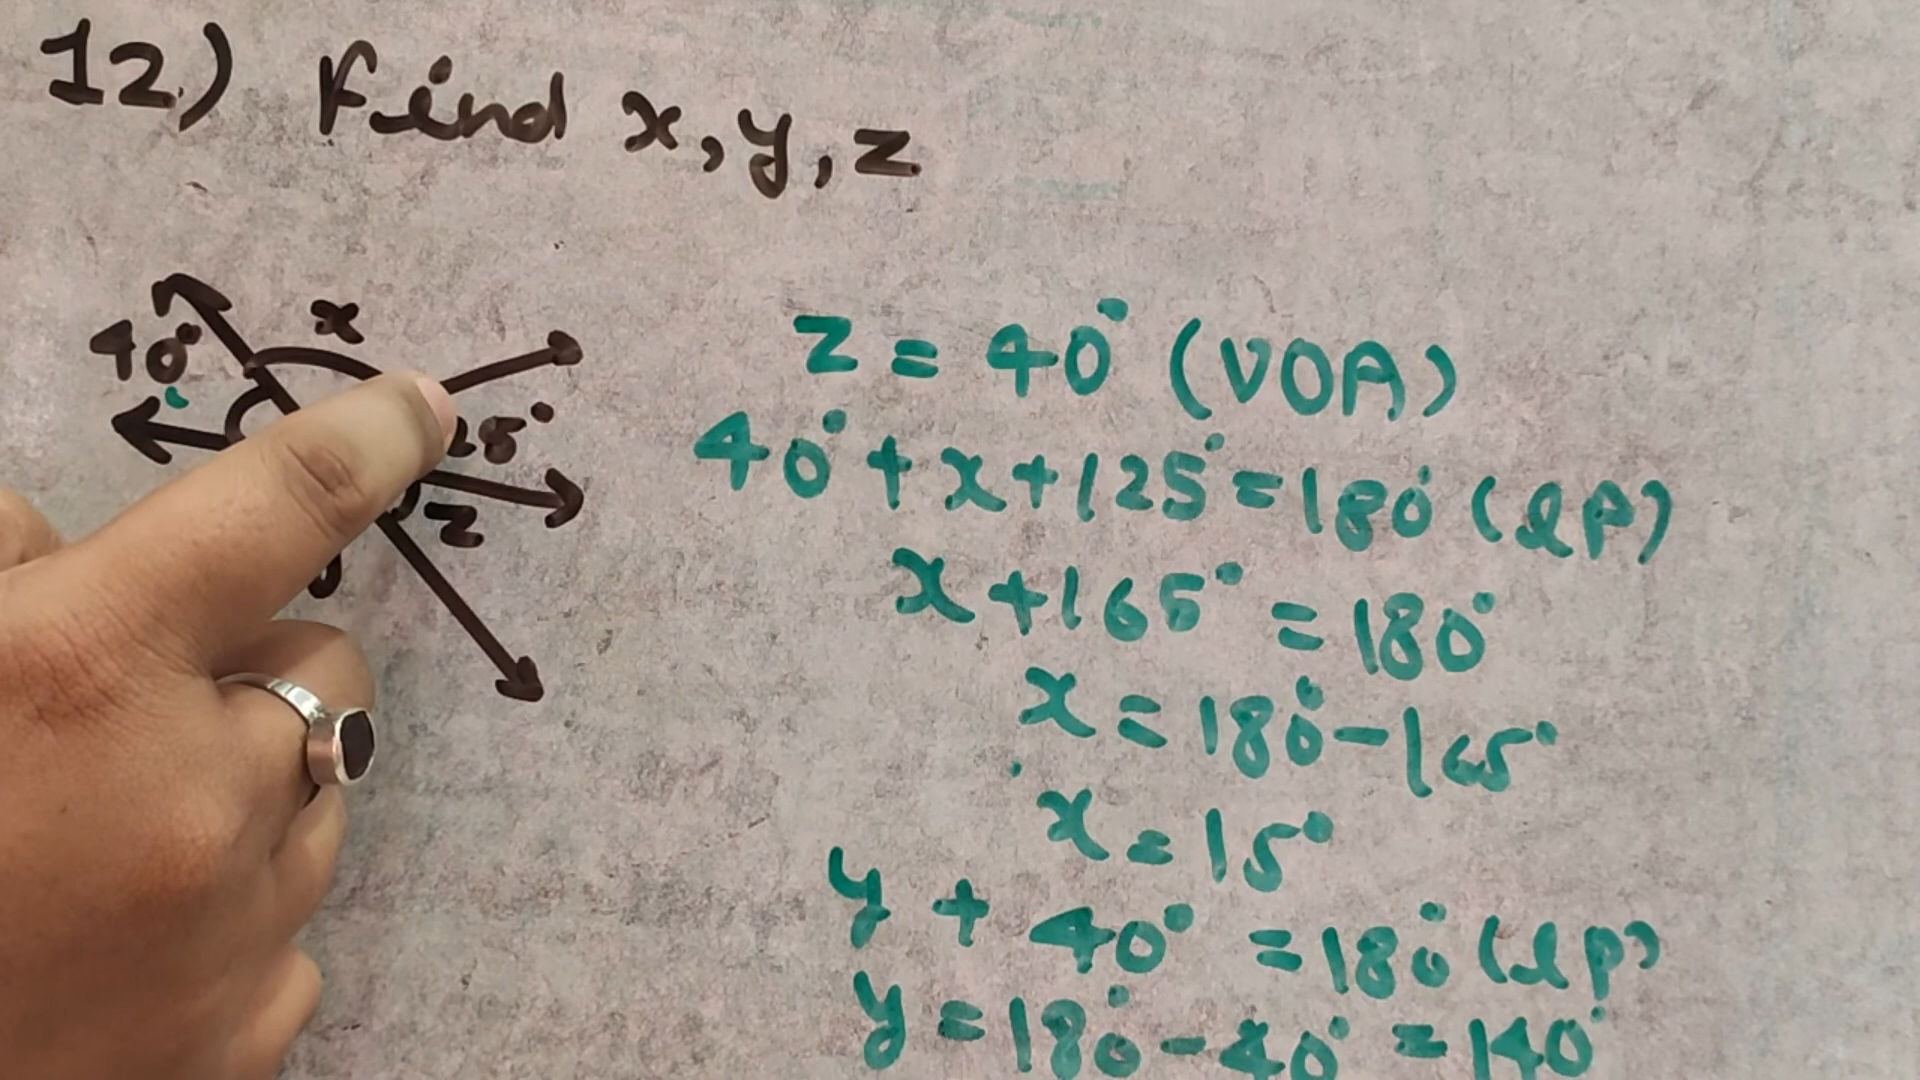 12.) Find x, y, z
x
40°
25°
z
z = 40° (VOA)
40° + x + 125° = 180° (lp)
x + 165° = 180°
x = 180° - 165°
x = 15°
y + 40° = 180° (lp)
y = 180° - 40° = 140°